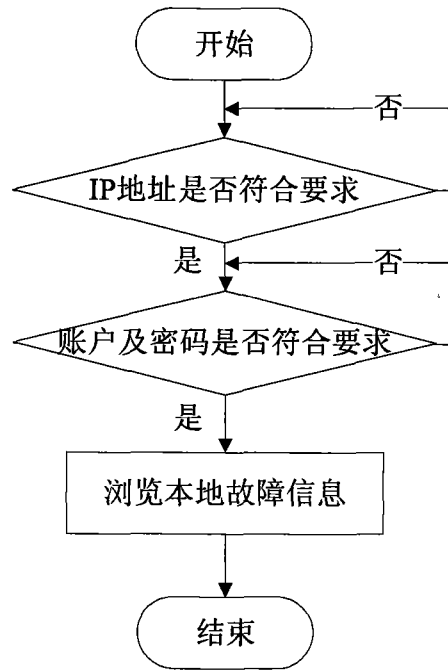 开始
否
IP地址是否符合要求
是
否
账户及密码是否符合要求
是
浏览本地故障信息
结束